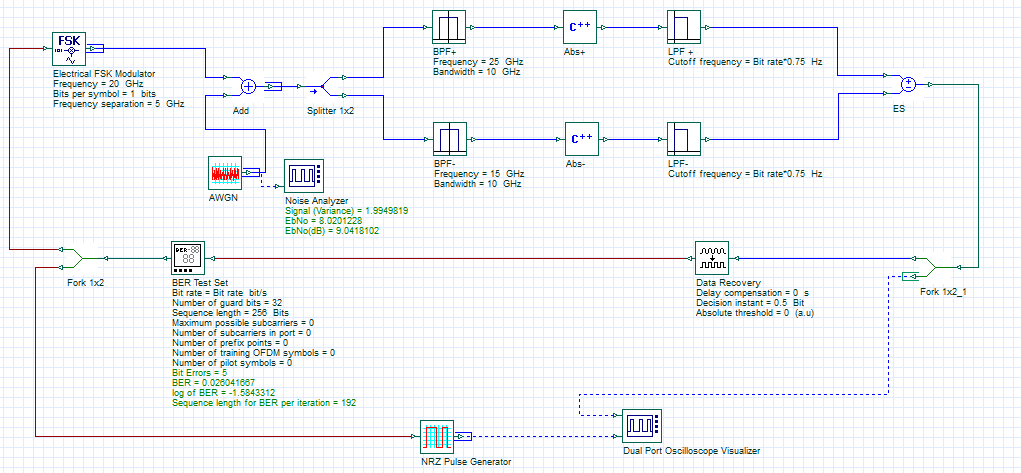 FSK
Electrical FSK Modulator
Frequency = 20 GHz
Bits per symbol = 1 bits
Frequency separation = 5 GHz
Add
Splitter 1x2
BPF+
Frequency = 25 GHz
Bandwidth = 10 GHz
C++
Abs+
LPF +
Cutoff frequency = Bit rate*0.75 Hz
ES
BPF-
Frequency = 15 GHz
Bandwidth = 10 GHz
C++
Abs-
LPF-
Cutoff frequency = Bit rate*0.75 Hz
AWGN
Noise Analyzer
Signal (Variance) = 1.9949819
EbNo = 8.0201228
EbNo(dB) = 9.0418102
Fork 1x2
BER Test Set
Bit rate = Bit rate bit/s
Number of guard bits = 32
Sequence length = 256 Bits
Maximum possible subcarriers = 0
Number of subcarriers in port = 0
Number of prefix points = 0
Number of training OFDM symbols = 0
Number of pilot symbols = 0
Bit Errors = 5
BER = 0.026041667
log of BER = -1.5843312
Sequence length for BER per iteration = 192
Data Recovery
Delay compensation = 0 s
Decision instant = 0.5 Bit
Absolute threshold = 0 (a.u)
Fork 1x2_1
NRZ Pulse Generator
Dual Port Oscilloscope Visualizer